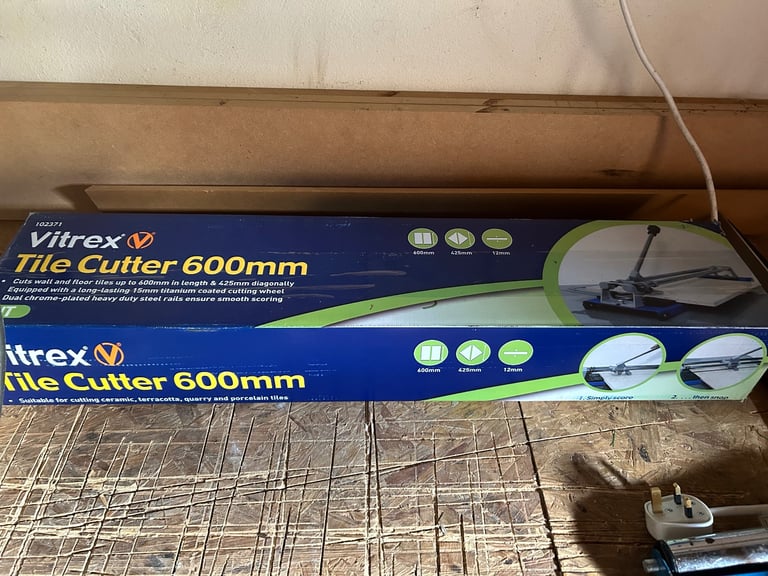 102371
Vitrex V
Tile Cutter 600mm
• Cuts wall and floor tiles up to 600mm in length & 425mm diagonally
Equipped with a long-lasting 15mm titanium coated cutting wheel
Dual chrome-plated heavy duty steel rails ensure smooth scoring
600mm 425mm 12mm
itrex V
Tile Cutter 600mm
• Suitable for cutting ceramic, terracotta, quarry and porcelain tiles
600mm 425mm 12mm
1. Simply score
2. ...then snap